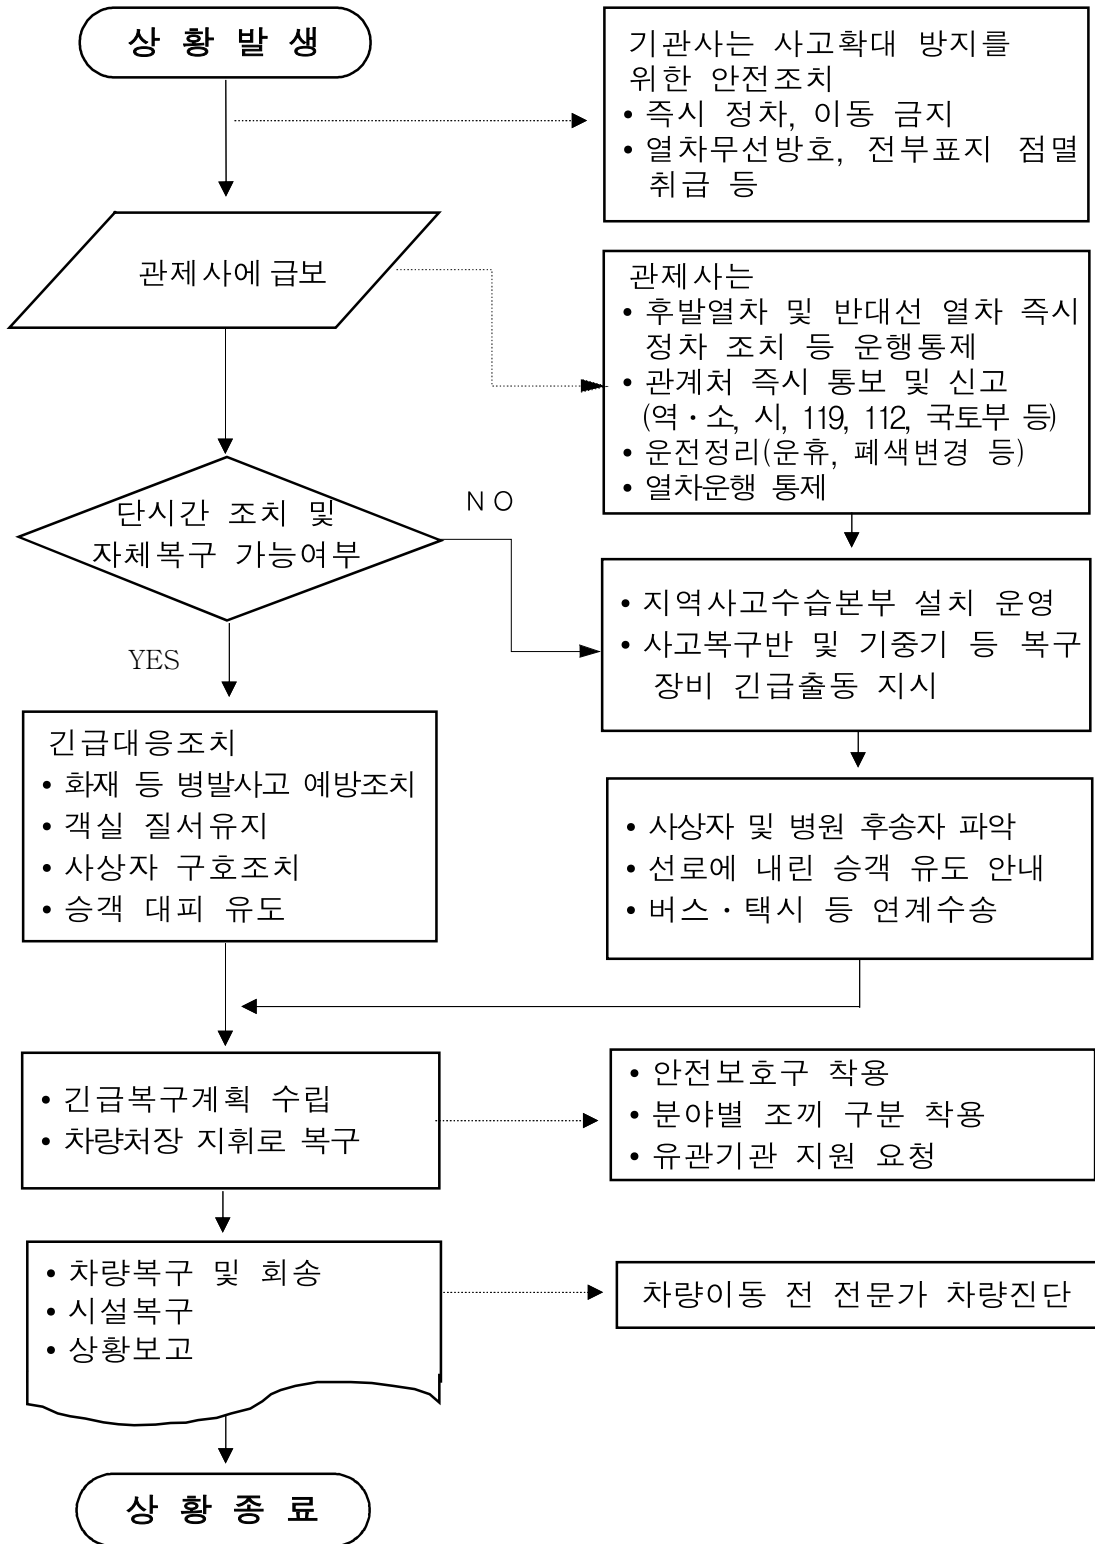 상 황 발 생
기관사는 사고확대 방지를
위한 안전조치
• 즉시 정차, 이동 금지
• 열차무선방호, 전부표지 점멸
취급 등
관제사에 급보
관제사는
• 후발열차 및 반대선 열차 즉시
정차 조치 등 운행통제
• 관계처 즉시 통보 및 신고
(역・소, 시, 119, 112, 국토부 등)
• 운전정리(운휴, 폐색변경 등)
• 열차운행 통제
단시간 조치 및
자체복구 가능여부
NO
YES
• 지역사고수습본부 설치 운영
• 사고복구반 및 기중기 등 복구
장비 긴급출동 지시
긴급대응조치
• 화재 등 병발사고 예방조치
• 객실 질서유지
• 사상자 구호조치
• 승객 대피 유도
• 사상자 및 병원 후송자 파악
• 선로에 내린 승객 유도 안내
• 버스・택시 등 연계수송
• 긴급복구계획 수립
• 차량처장 지휘로 복구
• 안전보호구 착용
• 분야별 조끼 구분 착용
• 유관기관 지원 요청
• 차량복구 및 회송
• 시설복구
• 상황보고
차량이동 전 전문가 차량진단
상 황 종 료